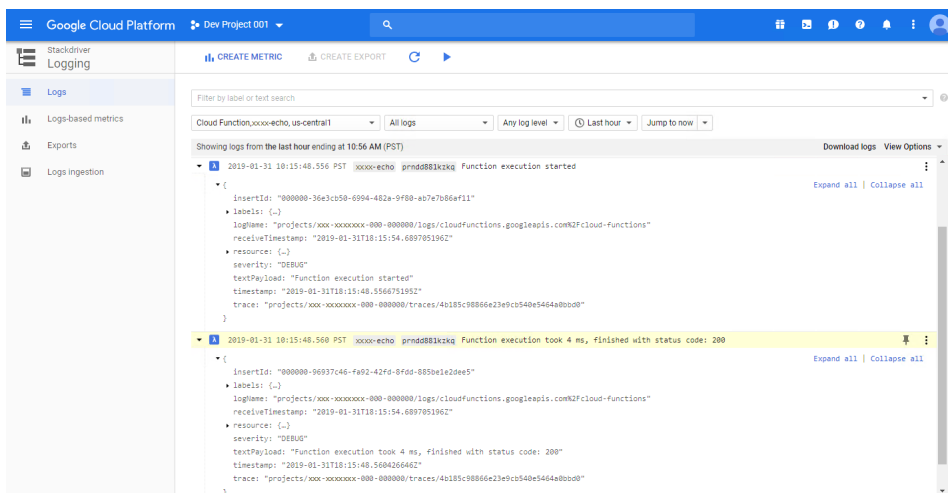 Google Cloud Platform Dev Project 001
Stackdriver
Logging
CREATE METRIC CREATE EXPORT
Logs
Logs-based metrics
Exports
Logs ingestion
Filter by label or text search
Cloud Function,xxxx-echo, us-central1 All logs Any log level Last hour Jump to now
Showing logs from the last hour ending at 10:56 AM (PST) Download logs View Options
2019-01-31 10:15:48.556 PST xxxx-echo prndd881kzkq Function execution started
{ Expand all | Collapse all
insertId: "000000-36e3cb50-6994-482a-9f80-ab7e7b86af11"
labels: {…}
logName: "projects/xxx-xxxxxxx-000-000000/logs/cloudfunctions.googleapis.com%2Fcloud-functions"
receiveTimestamp: "2019-01-31T18:15:54.689705196Z"
resource: {…}
severity: "DEBUG"
textPayload: "Function execution started"
timestamp: "2019-01-31T18:15:48.556675195Z"
trace: "projects/xxx-xxxxxxx-000-000000/traces/4b185c98866e23e9cb540e5464a0bbd0"
}
2019-01-31 10:15:48.560 PST xxxx-echo prndd881kzkq Function execution took 4 ms, finished with status code: 200
{ Expand all | Collapse all
insertId: "000000-96937c46-fa92-42fd-8fdd-885be1e2dee5"
labels: {…}
logName: "projects/xxx-xxxxxxx-000-000000/logs/cloudfunctions.googleapis.com%2Fcloud-functions"
receiveTimestamp: "2019-01-31T18:15:54.689705196Z"
resource: {…}
severity: "DEBUG"
textPayload: "Function execution took 4 ms, finished with status code: 200"
timestamp: "2019-01-31T18:15:48.560426646Z"
trace: "projects/xxx-xxxxxxx-000-000000/traces/4b185c98866e23e9cb540e5464a0bbd0"
}